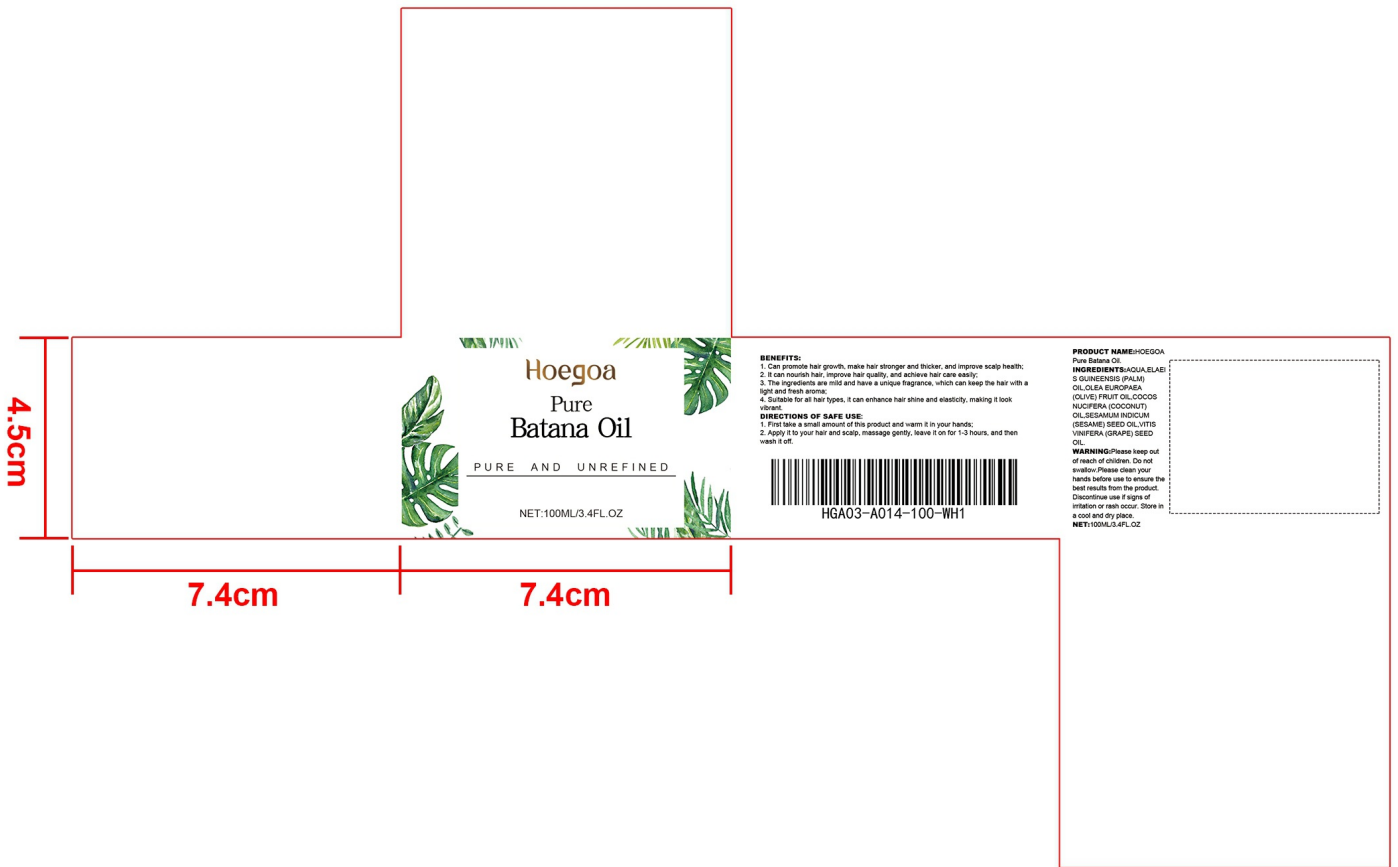 Hoegoa
Pure
Batana Oil
PURE AND UNREFINED
NET:100ML/3.4FL.OZ
BENEFITS:
1. Can promote hair growth, make hair stronger and thicker, and improve scalp health;
2. It can nourish hair, improve hair quality, and achieve hair care easily;
3. The ingredients are mild and have a unique fragrance, which can keep the hair with a
light and fresh aroma;
4. Suitable for all hair types, it can enhance hair shine and elasticity, making it look
vibrant.
DIRECTIONS OF SAFE USE:
1. First take a small amount of this product and warm it in your hands;
2. Apply it to your hair and scalp, massage gently, leave it on for 1-3 hours, and then
wash it off.
HGA03-A014-100-WH1
PRODUCT NAME:HOEGOA
Pure Batana Oil.
INGREDIENTS:AQUA,ELAEI
S GUINEENSIS (PALM)
OIL,OLEA EUROPAEA
(OLIVE) FRUIT OIL,COCOS
NUCIFERA (COCONUT)
OIL,SESAMUM INDICUM
(SESAME) SEED OIL,VITIS
VINIFERA (GRAPE) SEED
OIL.
WARNING:Please keep out
of reach of children. Do not
swallow.Please clean your
hands before use to ensure the
best results from the product.
Discontinue use if signs of
irritation or rash occur. Store in
a cool and dry place.
NET:100ML/3.4FL.OZ
4.5cm
7.4cm
7.4cm